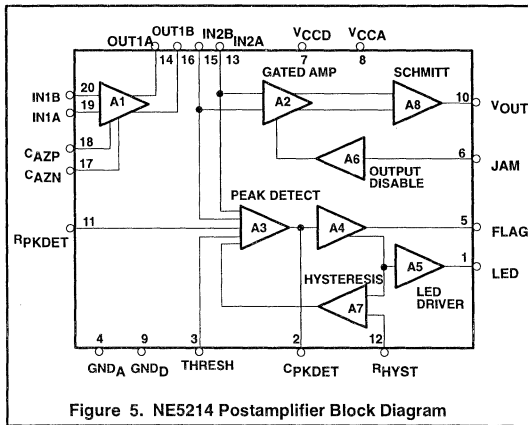 OUT1A OUT1B IN2B IN2A VCCD VCCA
14 16 15 13 7 8
GATED AMP SCHMITT
IN1B 20 A1 A2 A8 10 VOUT
IN1A 19
CAZP 18 A6 6 JAM
CAZN 17 OUTPUT
DISABLE
PEAK DETECT
RPKDET 11 A3 A4 5 FLAG
HYSTERESIS A5 1 LED
A7 LED
DRIVER
4 9 3 2 12
GNDA GNDD THRESH CPKDET RHYST
Figure 5. NE5214 Postamplifier Block Diagram